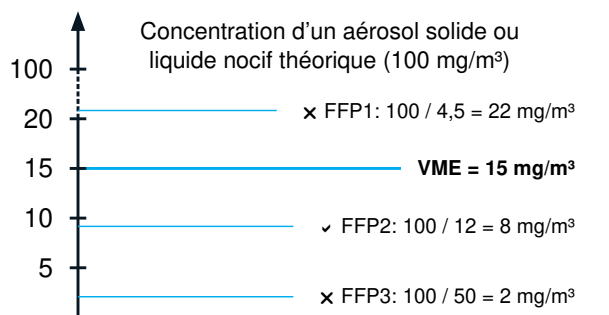 Concentration d'un aérosol solide ou
liquide nocif théorique (100 mg/m³)
100
FFP1: 100 / 4,5 = 22 mg/m³
20
15
VME = 15 mg/m³
10
FFP2: 100 / 12 = 8 mg/m³
5
FFP3: 100 / 50 = 2 mg/m³